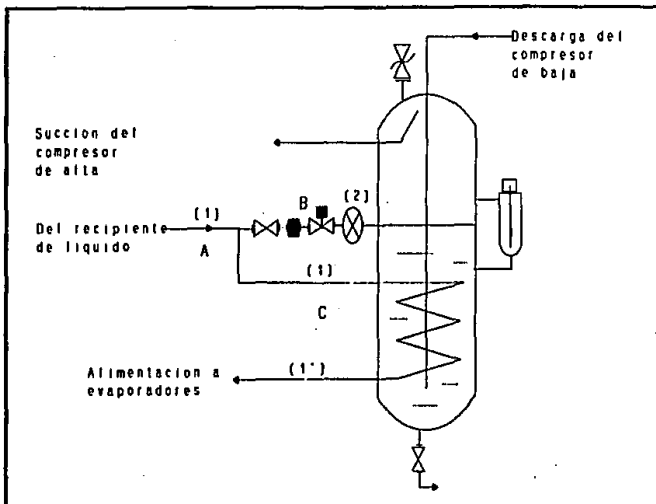 Descarga del
compresor
de baja
Succion del
compresor
de alta
B
(2)
(1)
Del recipiente
de liquido
A
(1)
C
Alimentacion a
evaporadores
(1')